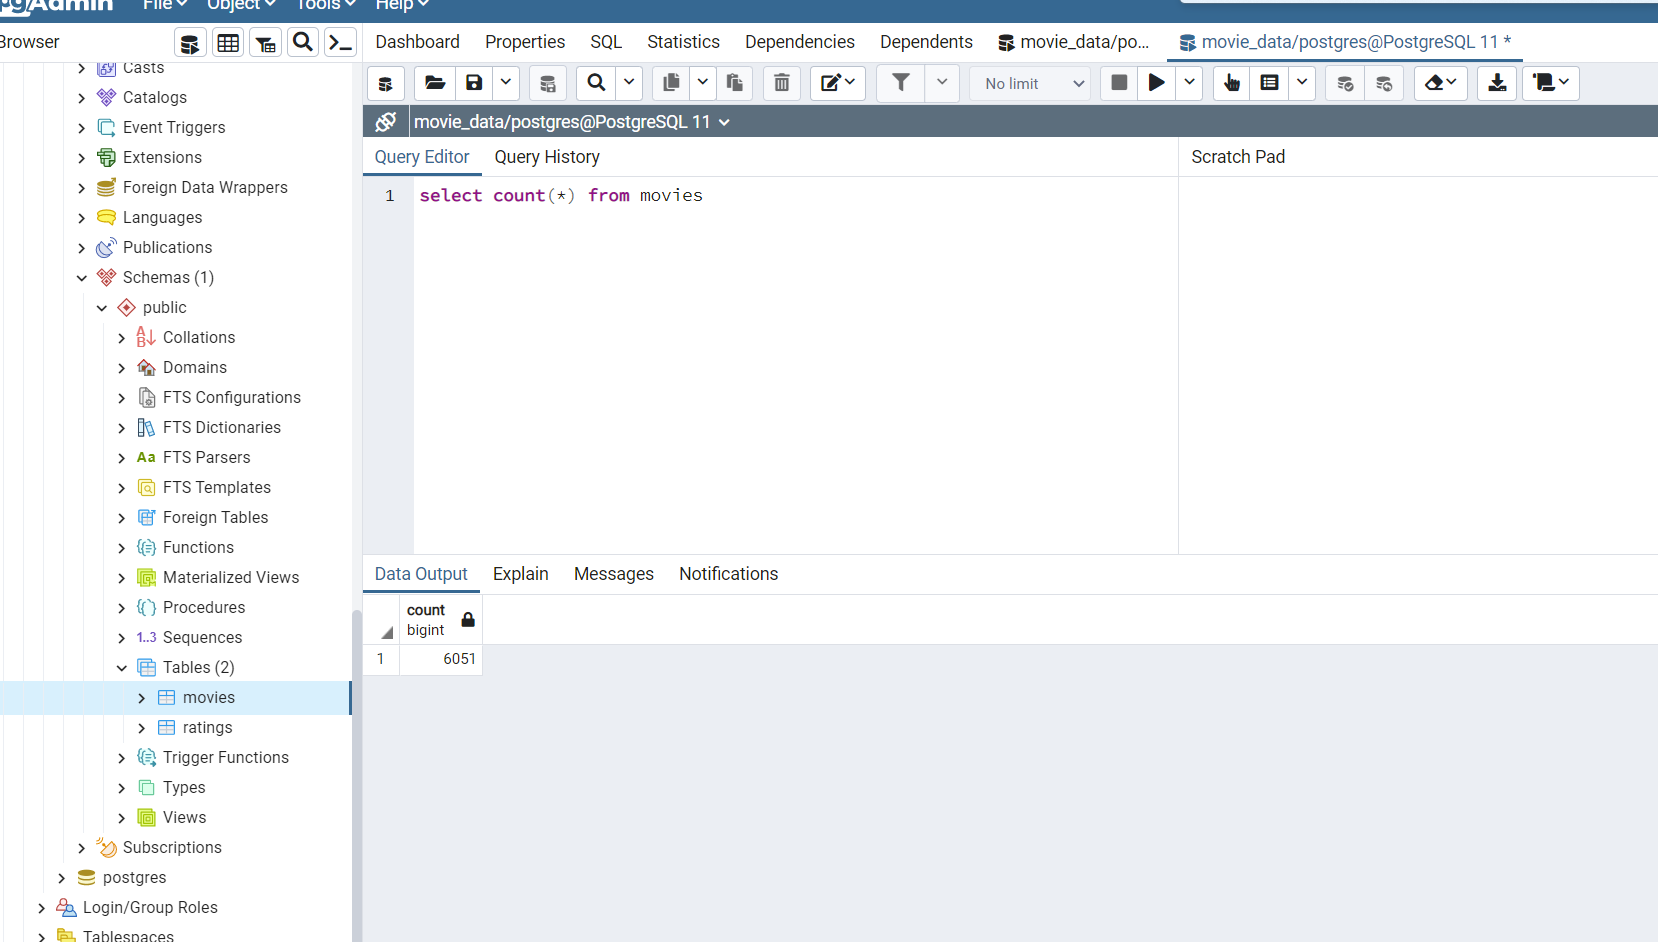 pgAdmin File Object Tools Help
Browser
Dashboard Properties SQL Statistics Dependencies Dependents movie_data/po... movie_data/postgres@PostgreSQL 11 *
No limit
movie_data/postgres@PostgreSQL 11
Query Editor Query History Scratch Pad
1 select count(*) from movies
Casts
Catalogs
Event Triggers
Extensions
Foreign Data Wrappers
Languages
Publications
Schemas (1)
public
Collations
Domains
FTS Configurations
FTS Dictionaries
Aa FTS Parsers
FTS Templates
Foreign Tables
Functions
Materialized Views
Procedures
1..3 Sequences
Tables (2)
movies
ratings
Trigger Functions
Types
Views
Subscriptions
postgres
Login/Group Roles
Tablespaces
Data Output Explain Messages Notifications
count
bigint
1 6051